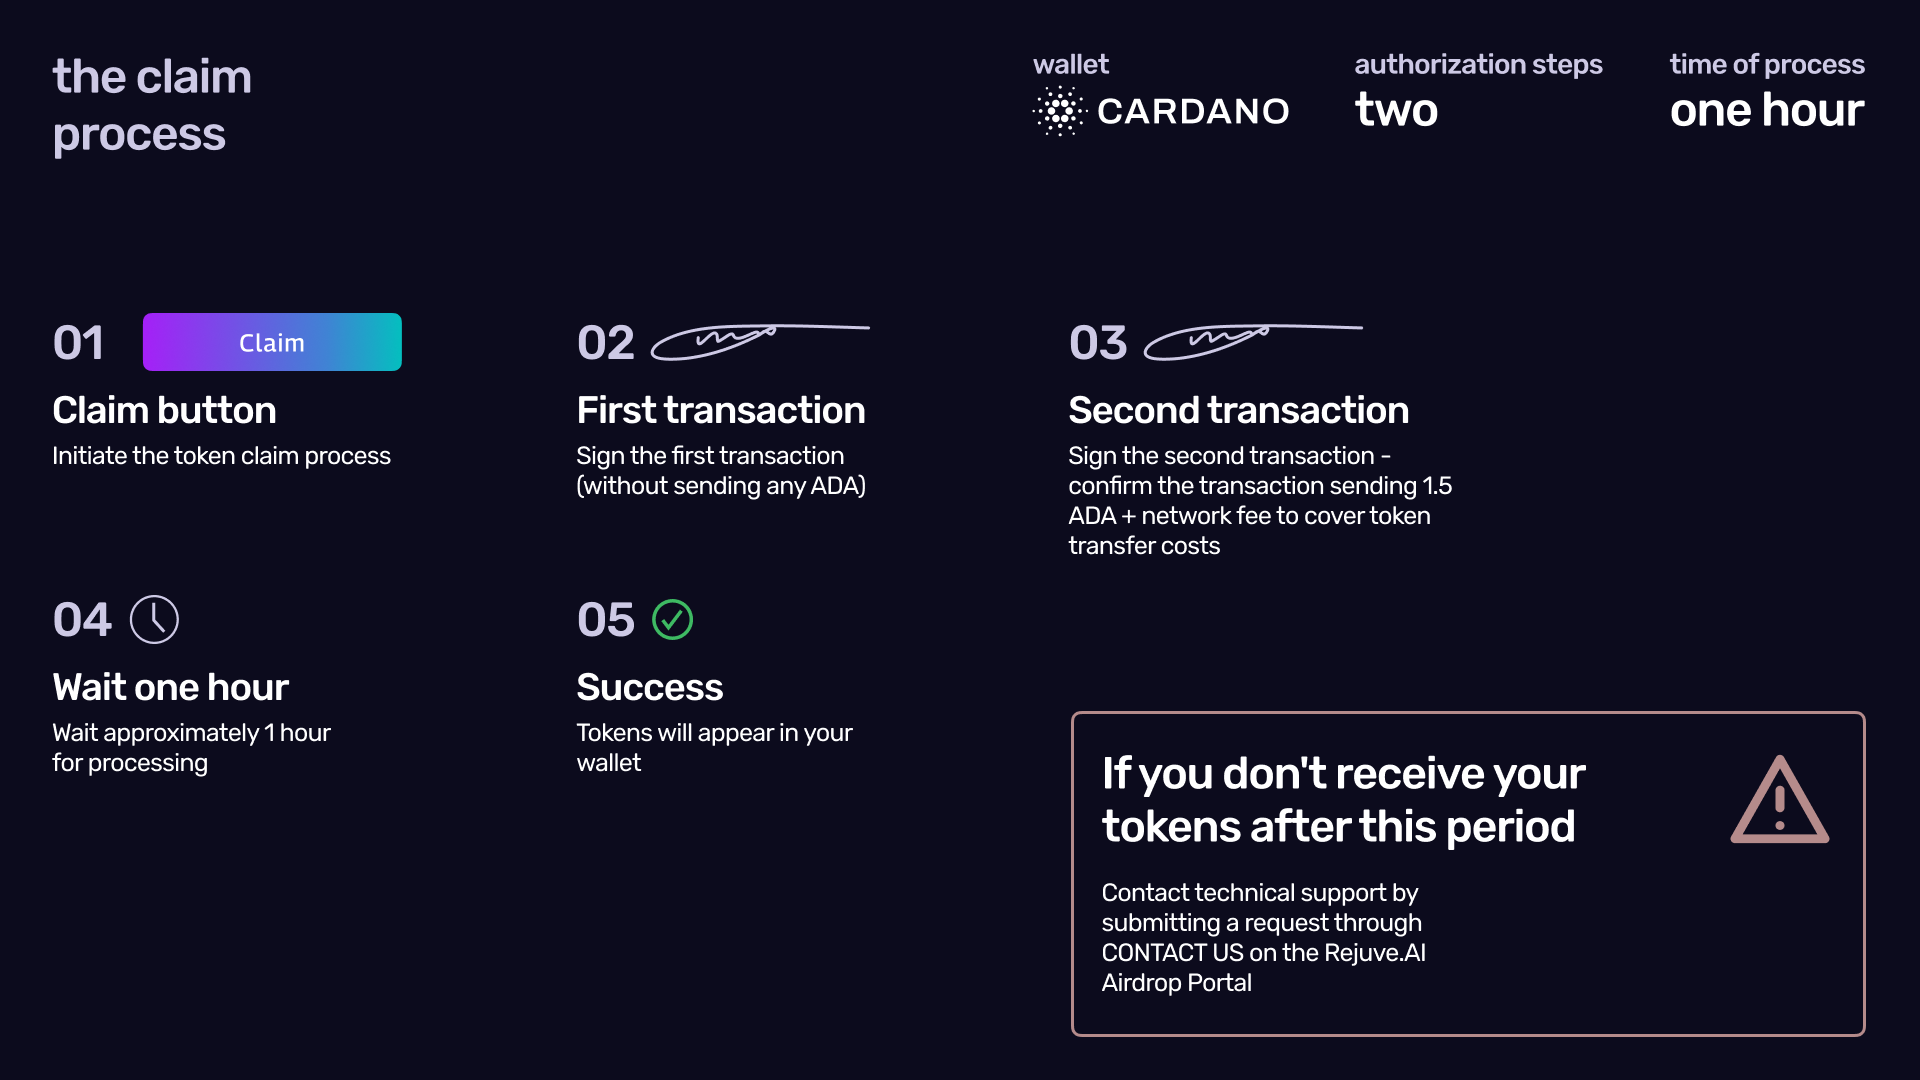 the claim
process
wallet
CARDANO
authorization steps
two
time of process
one hour
01
Claim
Claim button
Initiate the token claim process
02
First transaction
Sign the first transaction
(without sending any ADA)
03
Second transaction
Sign the second transaction -
confirm the transaction sending 1.5
ADA + network fee to cover token
transfer costs
04
Wait one hour
Wait approximately 1 hour
for processing
05
Success
Tokens will appear in your
wallet
If you don't receive your
tokens after this period
Contact technical support by
submitting a request through
CONTACT US on the Rejuve.AI
Airdrop Portal